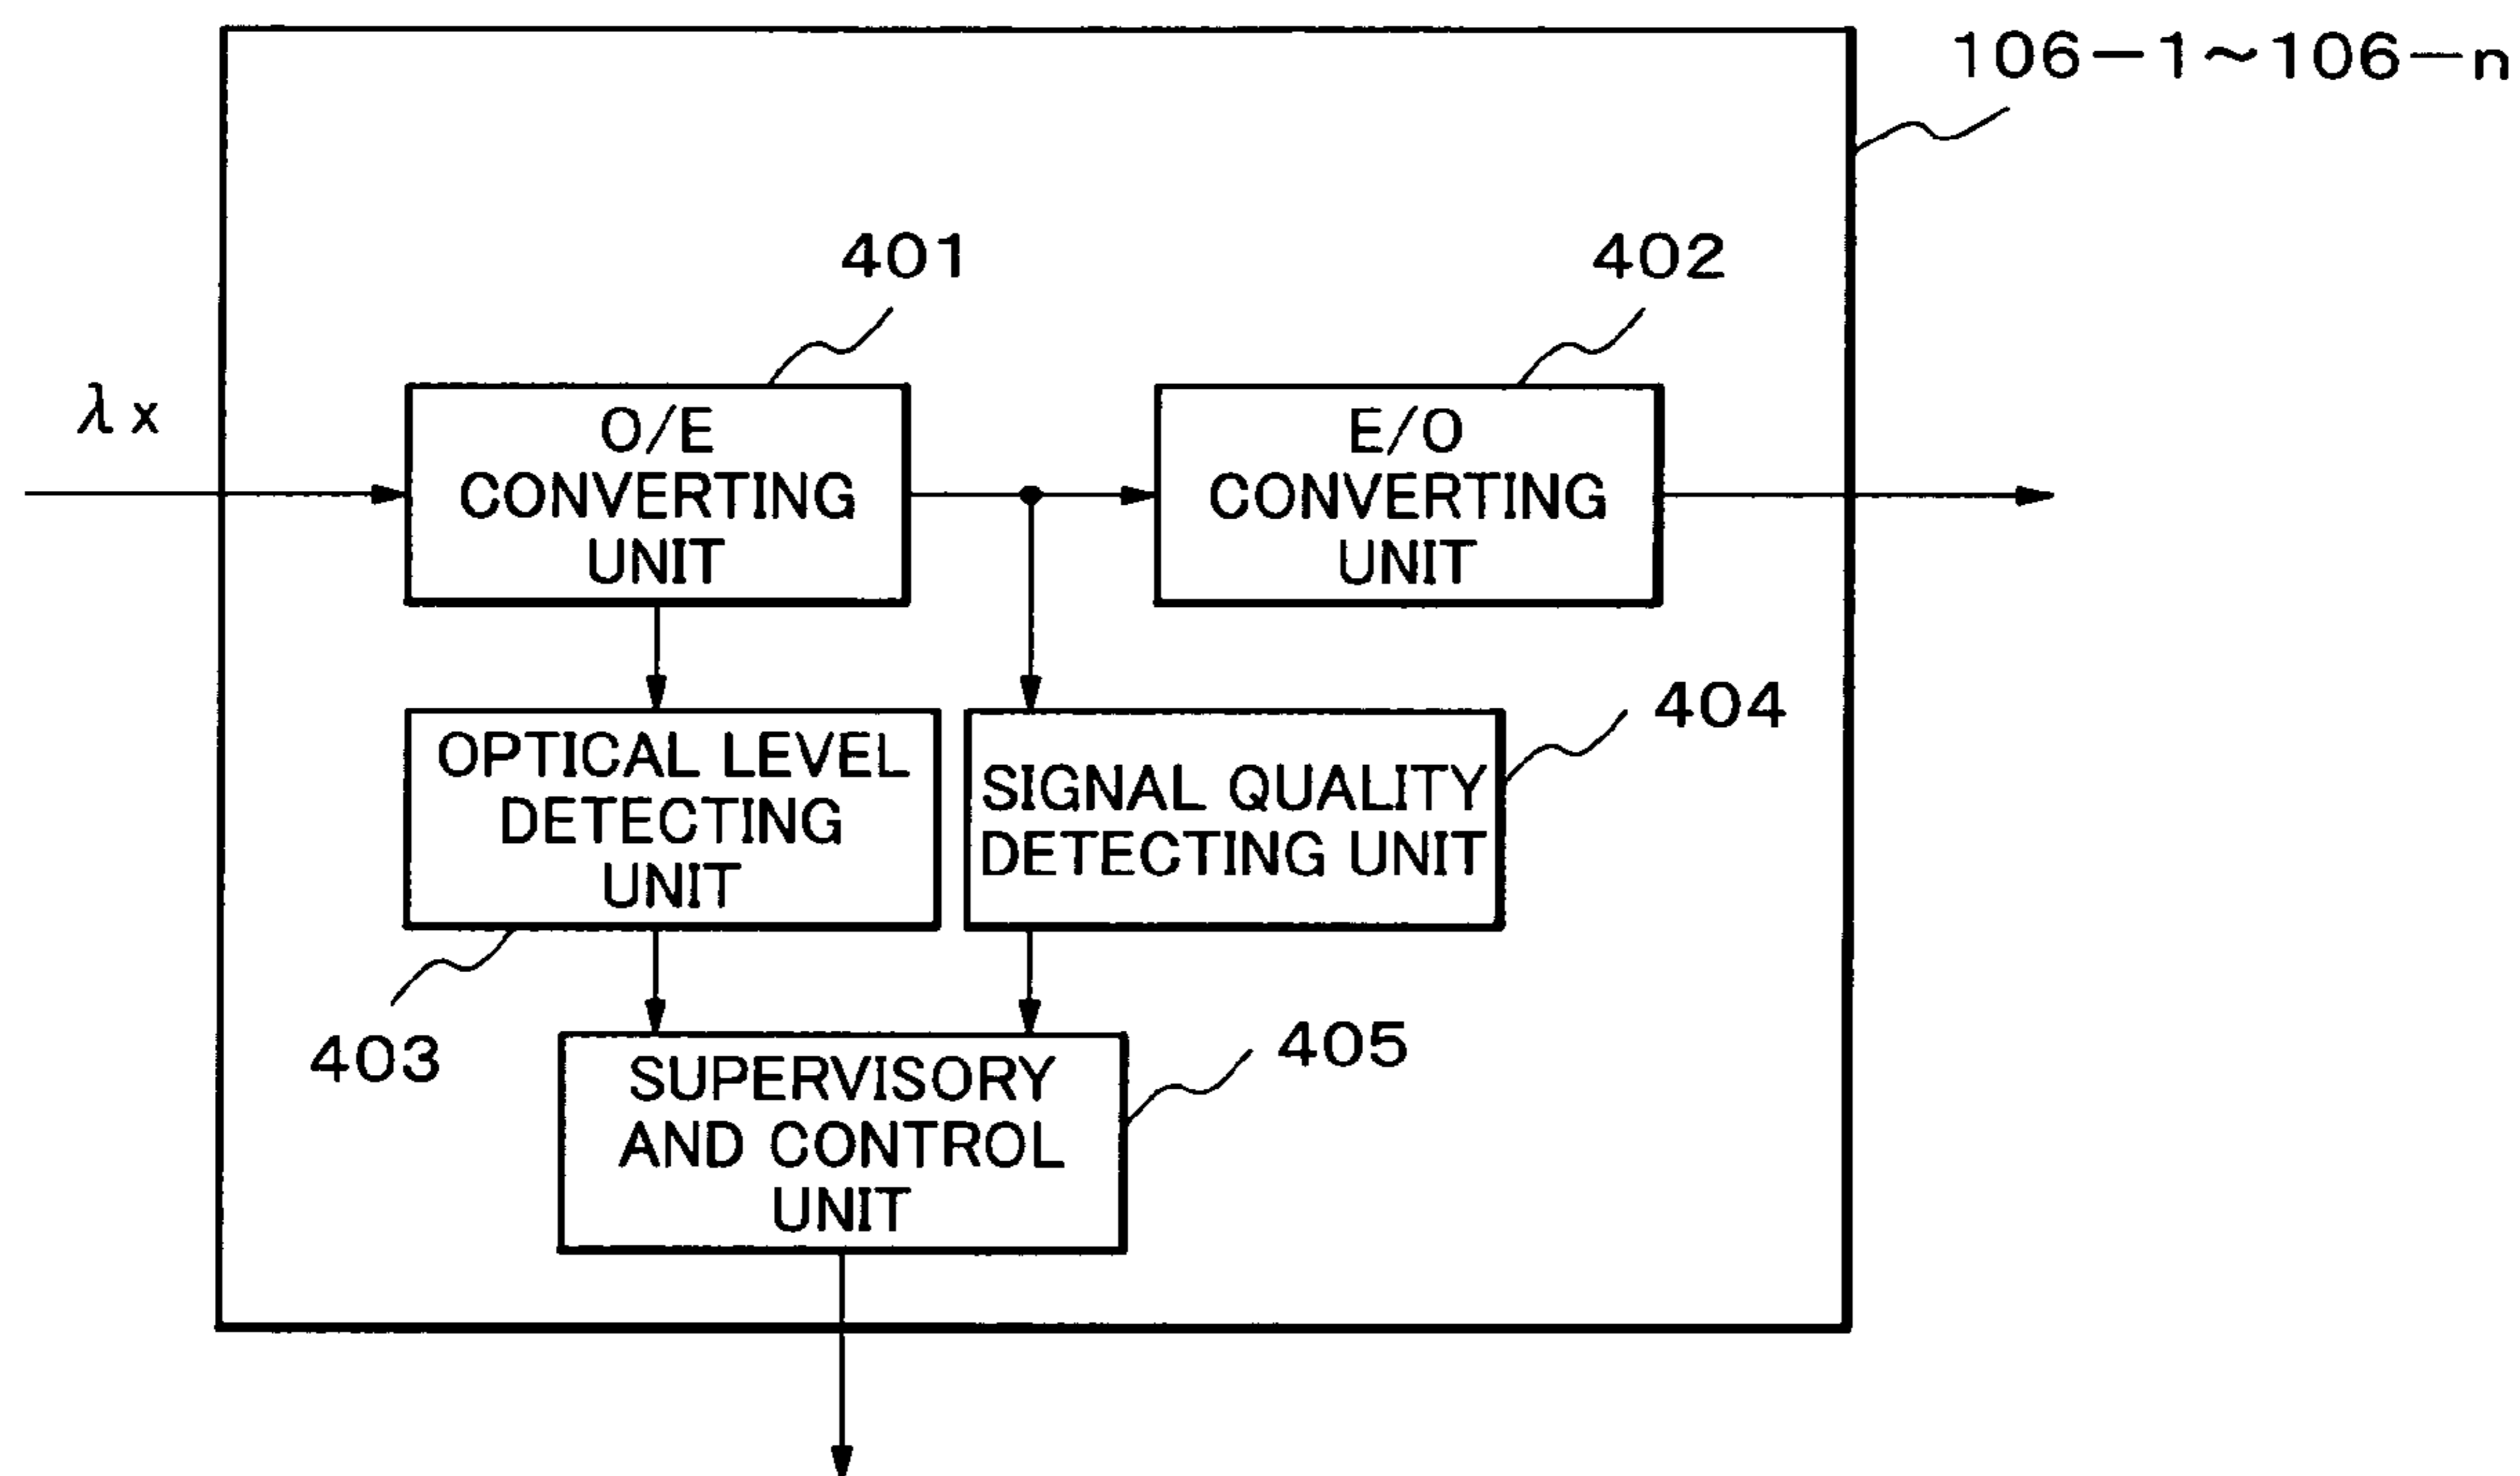 106-1~106-n
401
402
λx
O/E
CONVERTING
UNIT
E/O
CONVERTING
UNIT
404
OPTICAL LEVEL
DETECTING
UNIT
SIGNAL QUALITY
DETECTING UNIT
403
405
SUPERVISORY
AND CONTROL
UNIT